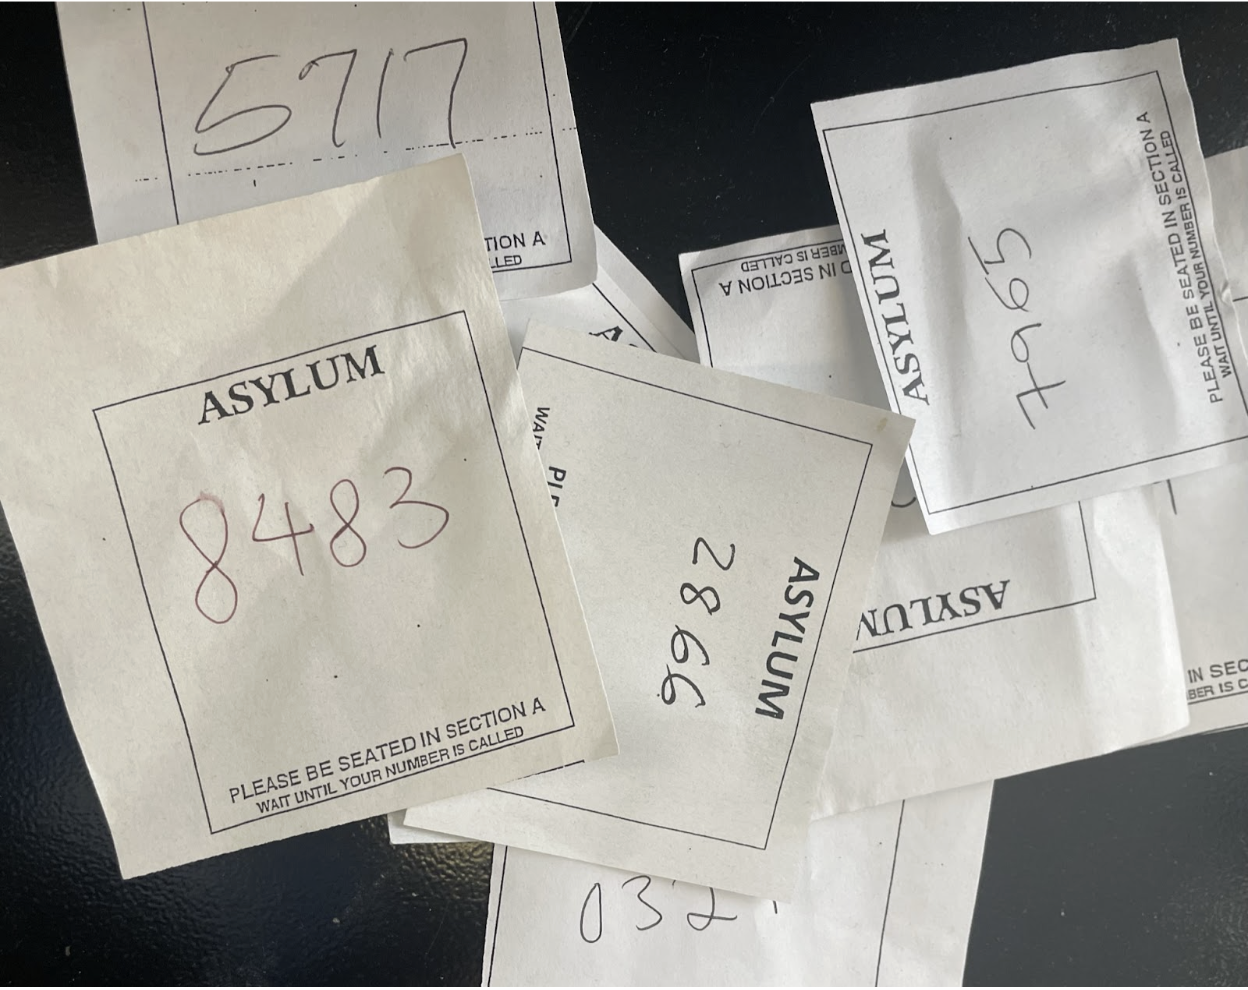 5717
TION A
LLED
ASYLUM
8483
PLEASE BE SEATED IN SECTION A
WAIT UNTIL YOUR NUMBER IS CALLED
ASYLUM
2866
ASYLUM
7965
PLEASE BE SEATED IN SECTION A
WAIT UNTIL YOUR NUMBER IS CALLED
ASYLUM
D IN SECTION A
MBER IS CALLED
IN SEC
BER IS C
032